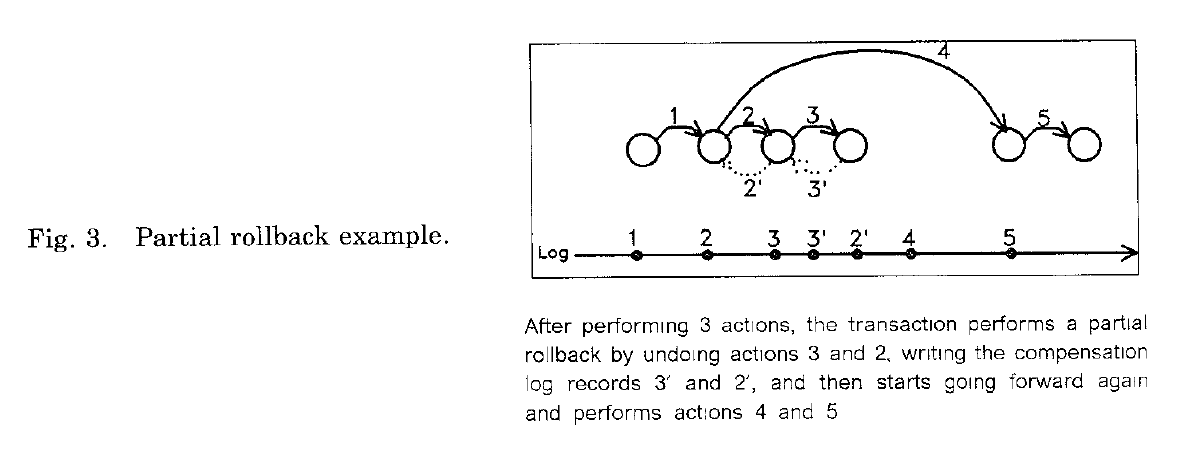 4
1 2 3 5
2' 3'
Fig. 3. Partial rollback example.
1 2 3 3' 2' 4 5
Log
After performing 3 actions, the transaction performs a partial
rollback by undoing actions 3 and 2, writing the compensation
log records 3' and 2', and then starts going forward again
and performs actions 4 and 5